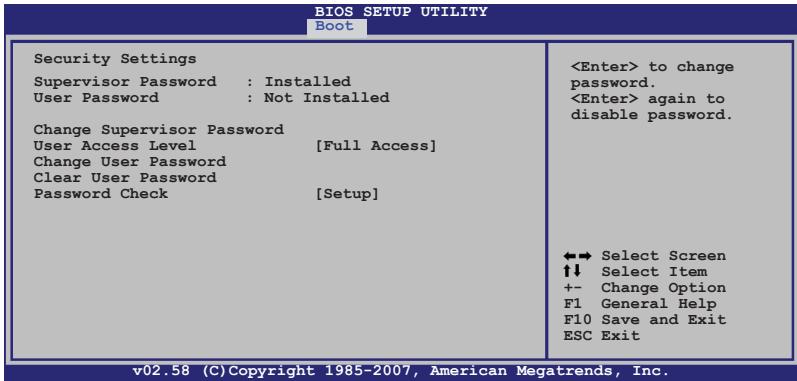 BIOS SETUP UTILITY
Boot
Security Settings
Supervisor Password : Installed
User Password : Not Installed
Change Supervisor Password
User Access Level [Full Access]
Change User Password
Clear User Password
Password Check [Setup]
<Enter> to change
password.
<Enter> again to
disable password.
←→ Select Screen
↑↓ Select Item
+- Change Option
F1 General Help
F10 Save and Exit
ESC Exit
v02.58 (C)Copyright 1985-2007, American Megatrends, Inc.